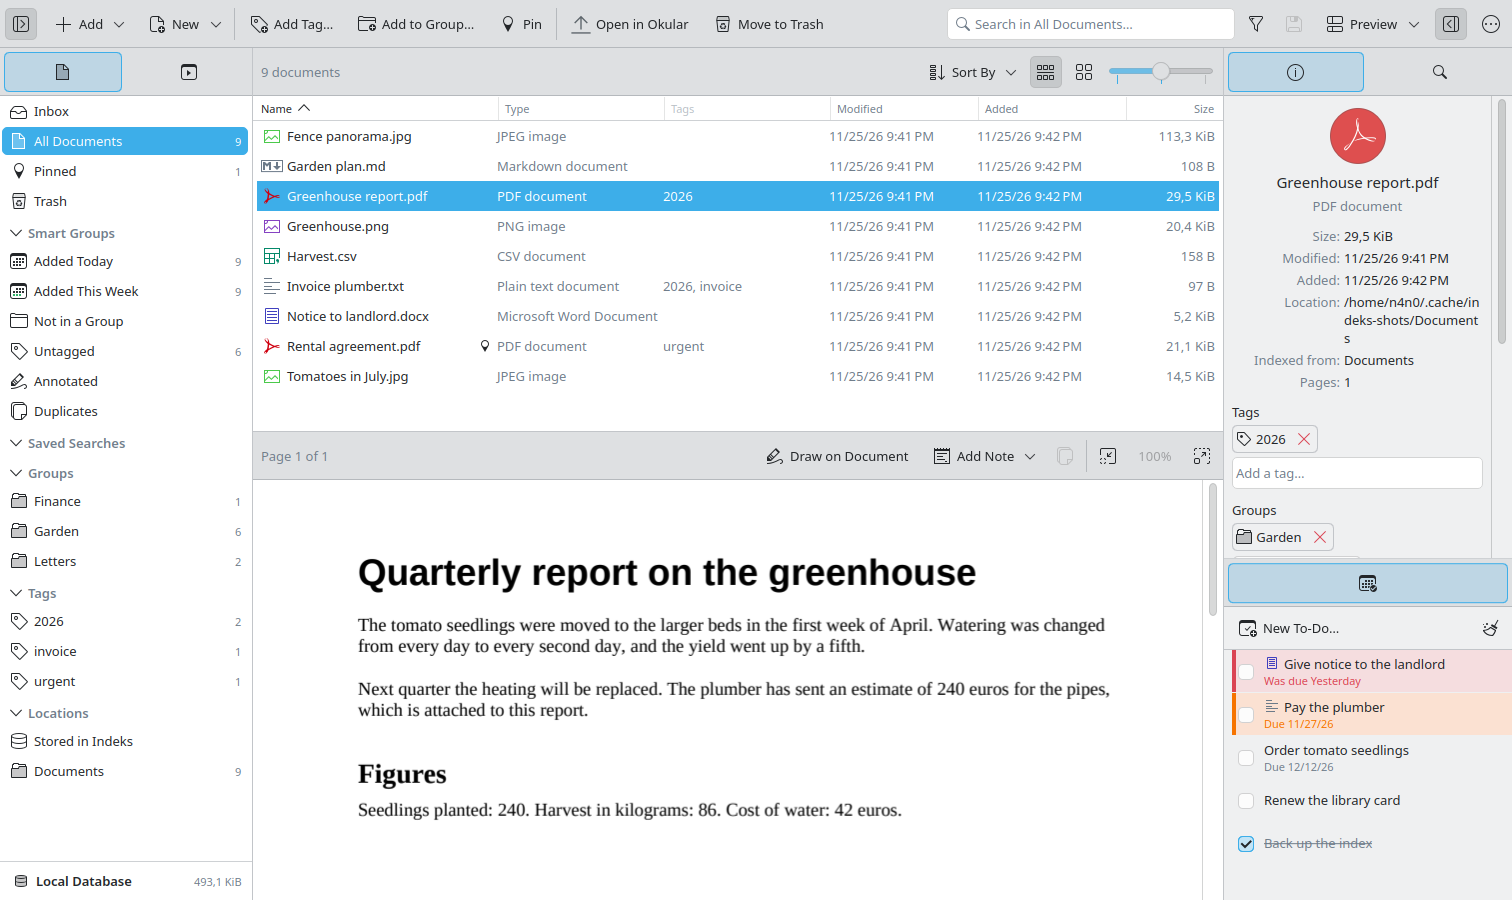 Add
New
Add Tag...
Add to Group...
Pin
Open in Okular
Move to Trash
Search in All Documents...
Preview
9 documents
Sort By
Inbox
All Documents 9
Pinned 1
Trash
Smart Groups
Added Today 9
Added This Week 9
Not in a Group
Untagged 6
Annotated
Duplicates
Saved Searches
Groups
Finance 1
Garden 6
Letters 2
Tags
2026 2
invoice 1
urgent 1
Locations
Stored in Indeks
Documents 9
Local Database 493,1 KiB
Name Type Tags Modified Added Size
Fence panorama.jpg JPEG image 11/25/26 9:41 PM 11/25/26 9:42 PM 113,3 KiB
Garden plan.md Markdown document 11/25/26 9:41 PM 11/25/26 9:42 PM 108 B
Greenhouse report.pdf PDF document 2026 11/25/26 9:41 PM 11/25/26 9:42 PM 29,5 KiB
Greenhouse.png PNG image 11/25/26 9:41 PM 11/25/26 9:42 PM 20,4 KiB
Harvest.csv CSV document 11/25/26 9:41 PM 11/25/26 9:42 PM 158 B
Invoice plumber.txt Plain text document 2026, invoice 11/25/26 9:41 PM 11/25/26 9:42 PM 97 B
Notice to landlord.docx Microsoft Word Document 11/25/26 9:41 PM 11/25/26 9:42 PM 5,2 KiB
Rental agreement.pdf PDF document urgent 11/25/26 9:41 PM 11/25/26 9:42 PM 21,1 KiB
Tomatoes in July.jpg JPEG image 11/25/26 9:41 PM 11/25/26 9:42 PM 14,5 KiB
Page 1 of 1
Draw on Document
Add Note
100%
Quarterly report on the greenhouse
The tomato seedlings were moved to the larger beds in the first week of April. Watering was changed
from every day to every second day, and the yield went up by a fifth.
Next quarter the heating will be replaced. The plumber has sent an estimate of 240 euros for the pipes,
which is attached to this report.
Figures
Seedlings planted: 240. Harvest in kilograms: 86. Cost of water: 42 euros.
Greenhouse report.pdf
PDF document
Size: 29,5 KiB
Modified: 11/25/26 9:41 PM
Added: 11/25/26 9:42 PM
Location: /home/n4n0/.cache/in
deks-shots/Document
s
Indexed from: Documents
Pages: 1
Tags
2026
Add a tag...
Groups
Garden
New To-Do...
Give notice to the landlord
Was due Yesterday
Pay the plumber
Due 11/27/26
Order tomato seedlings
Due 12/12/26
Renew the library card
Back up the index